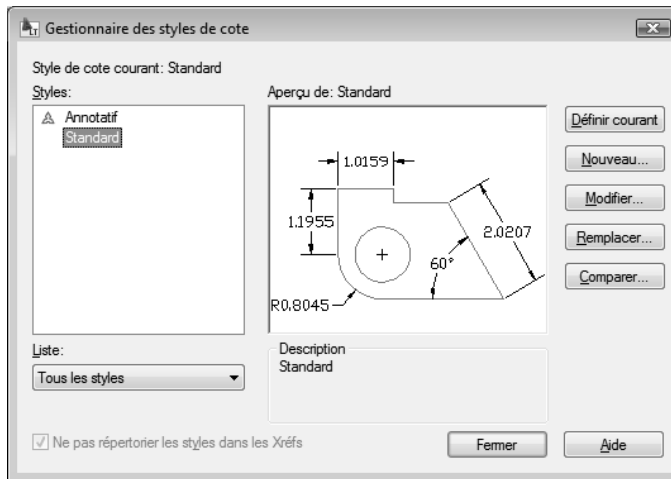 LT Gestionnaire des styles de cote
Style de cote courant: Standard
Styles:
Annotatif
Standard
Aperçu de: Standard
1.0159
1.1955
2.0207
60°
R0.8045
Définir courant
Nouveau...
Modifier...
Remplacer...
Comparer...
Liste:
Tous les styles
Description
Standard
Ne pas répertorier les styles dans les Xréfs
Fermer
Aide